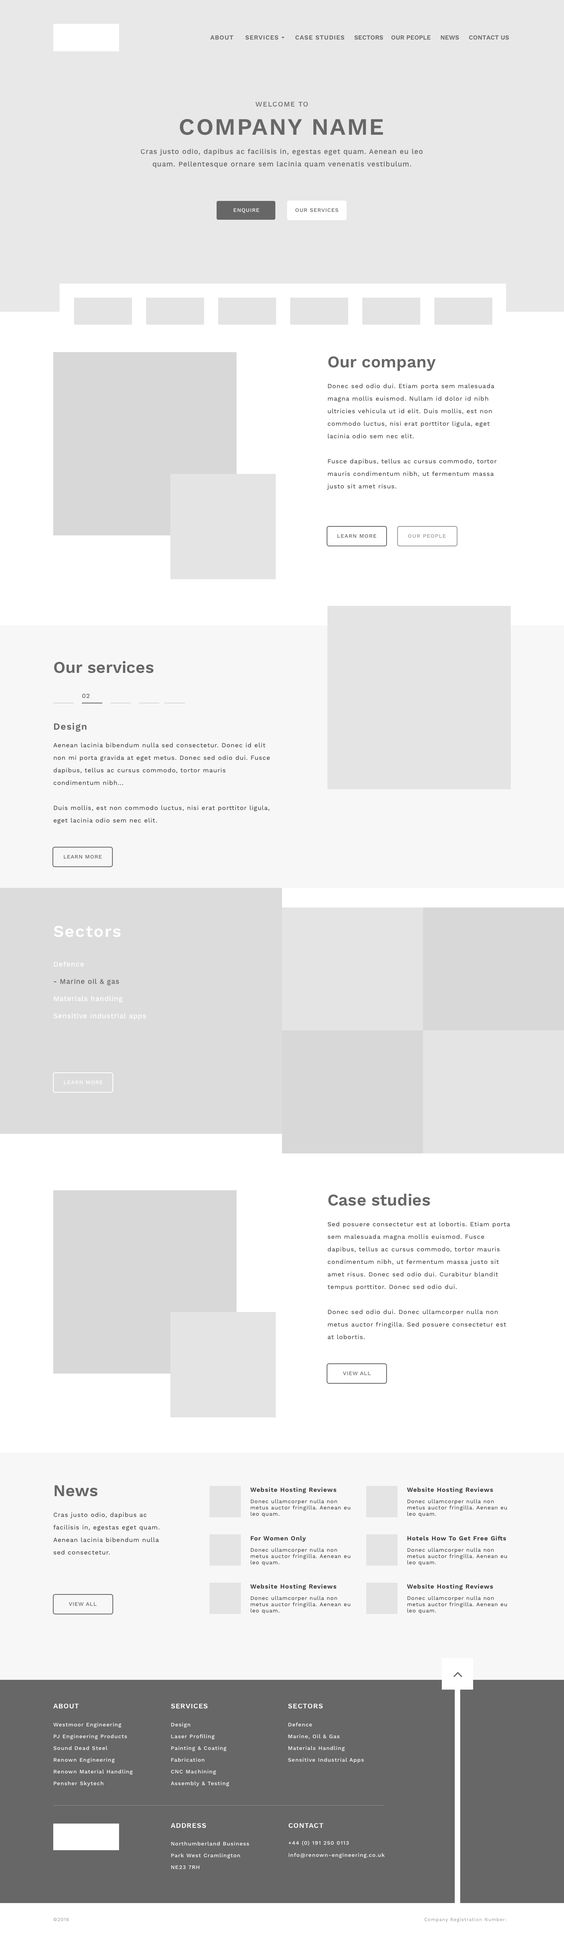 ABOUT SERVICES CASE STUDIES SECTORS OUR PEOPLE NEWS CONTACT US
WELCOME TO
COMPANY NAME
Cras justo odio, dapibus ac facilisis in, egestas eget quam. Aenean eu leo
quam. Pellentesque ornare sem lacinia quam venenatis vestibulum.
ENQUIRE
OUR SERVICES
Our company
Donec sed odio dui. Etiam porta sem malesuada
magna mollis euismod. Nullam id dolor id nibh
ultricies vehicula ut id elit. Duis mollis, est non
commodo luctus, nisi erat porttitor ligula, eget
lacinia odio sem nec elit.
Fusce dapibus, tellus ac cursus commodo, tortor
mauris condimentum nibh, ut fermentum massa
justo sit amet risus.
LEARN MORE
OUR PEOPLE
Our services
02
Design
Aenean lacinia bibendum nulla sed consectetur. Donec id elit
non mi porta gravida at eget metus. Donec sed odio dui. Fusce
dapibus, tellus ac cursus commodo, tortor mauris
condimentum nibh...
Duis mollis, est non commodo luctus, nisi erat porttitor ligula,
eget lacinia odio sem nec elit.
LEARN MORE
Sectors
Defence
- Marine oil & gas
Materials handling
Sensitive industrial apps
LEARN MORE
Case studies
Sed posuere consectetur est at lobortis. Etiam porta
sem malesuada magna mollis euismod. Fusce
dapibus, tellus ac cursus commodo, tortor mauris
condimentum nibh, ut fermentum massa justo sit
amet risus. Donec sed odio dui. Curabitur blandit
tempus porttitor. Donec sed odio dui.
Donec sed odio dui. Donec ullamcorper nulla non
metus auctor fringilla. Sed posuere consectetur est
at lobortis.
VIEW ALL
News
Cras justo odio, dapibus ac
facilisis in, egestas eget quam.
Aenean lacinia bibendum nulla
sed consectetur.
VIEW ALL
Website Hosting Reviews
Donec ullamcorper nulla non
metus auctor fringilla. Aenean eu
leo quam.
Website Hosting Reviews
Donec ullamcorper nulla non
metus auctor fringilla. Aenean eu
leo quam.
For Women Only
Donec ullamcorper nulla non
metus auctor fringilla. Aenean eu
leo quam.
Hotels How To Get Free Gifts
Donec ullamcorper nulla non
metus auctor fringilla. Aenean eu
leo quam.
Website Hosting Reviews
Donec ullamcorper nulla non
metus auctor fringilla. Aenean eu
leo quam.
Website Hosting Reviews
Donec ullamcorper nulla non
metus auctor fringilla. Aenean eu
leo quam.
ABOUT
Westmoor Engineering
PJ Engineering Products
Sound Dead Steel
Renown Engineering
Renown Material Handling
Pensher Skytech
SERVICES
Design
Laser Profiling
Painting & Coating
Fabrication
CNC Machining
Assembly & Testing
SECTORS
Defence
Marine, Oil & Gas
Materials Handling
Sensitive Industrial Apps
ADDRESS
Northumberland Business
Park West Cramlington
NE23 7RH
CONTACT
+44 (0) 191 250 0113
info@renown-engineering.co.uk
©2016
Company Registration Number: